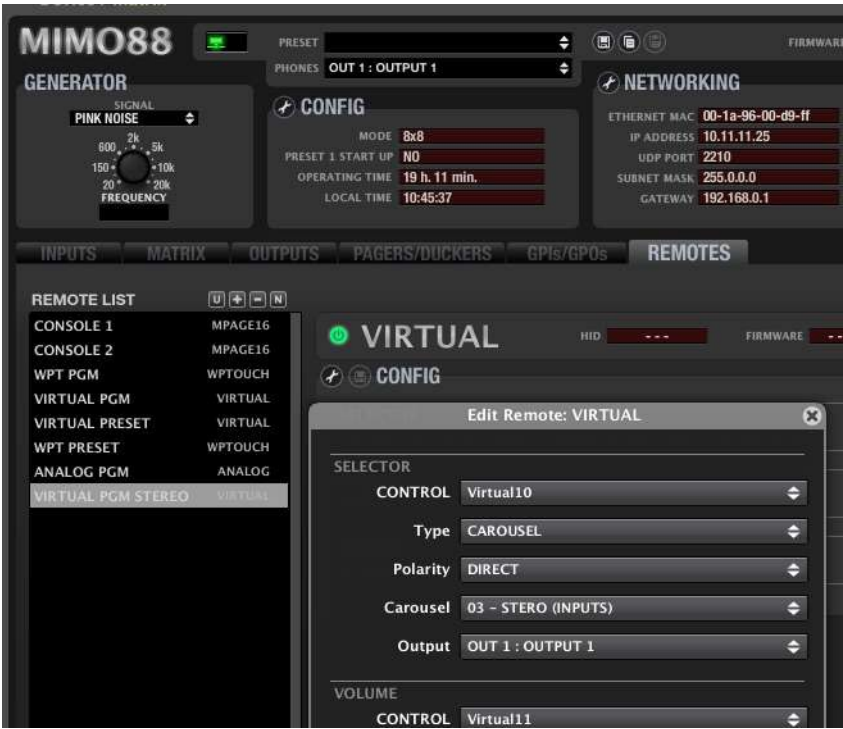 MIMO88
PRESET
FIRMWARE
PHONES OUT 1 : OUTPUT 1
GENERATOR
SIGNAL
PINK NOISE
2k
600 5k
150 10k
20 20k
FREQUENCY
CONFIG
MODE 8x8
PRESET 1 START UP NO
OPERATING TIME 19 h. 11 min.
LOCAL TIME 10:45:37
NETWORKING
ETHERNET MAC 00-1a-96-00-d9-ff
IP ADDRESS 10.11.11.25
UDP PORT 2210
SUBNET MASK 255.0.0.0
GATEWAY 192.168.0.1
INPUTS MATRIX OUTPUTS PAGERS/DUCKERS GPIs/GPOs REMOTES
REMOTE LIST U + - N
CONSOLE 1 MPAGE16
CONSOLE 2 MPAGE16
WPT PGM WPTOUCH
VIRTUAL PGM VIRTUAL
VIRTUAL PRESET VIRTUAL
WPT PRESET WPTOUCH
ANALOG PGM ANALOG
VIRTUAL PGM STEREO VIRTUAL
VIRTUAL HID --- FIRMWARE --
CONFIG
Edit Remote: VIRTUAL
SELECTOR
CONTROL Virtual10
Type CAROUSEL
Polarity DIRECT
Carousel 03 - STERO (INPUTS)
Output OUT 1 : OUTPUT 1
VOLUME
CONTROL Virtual11